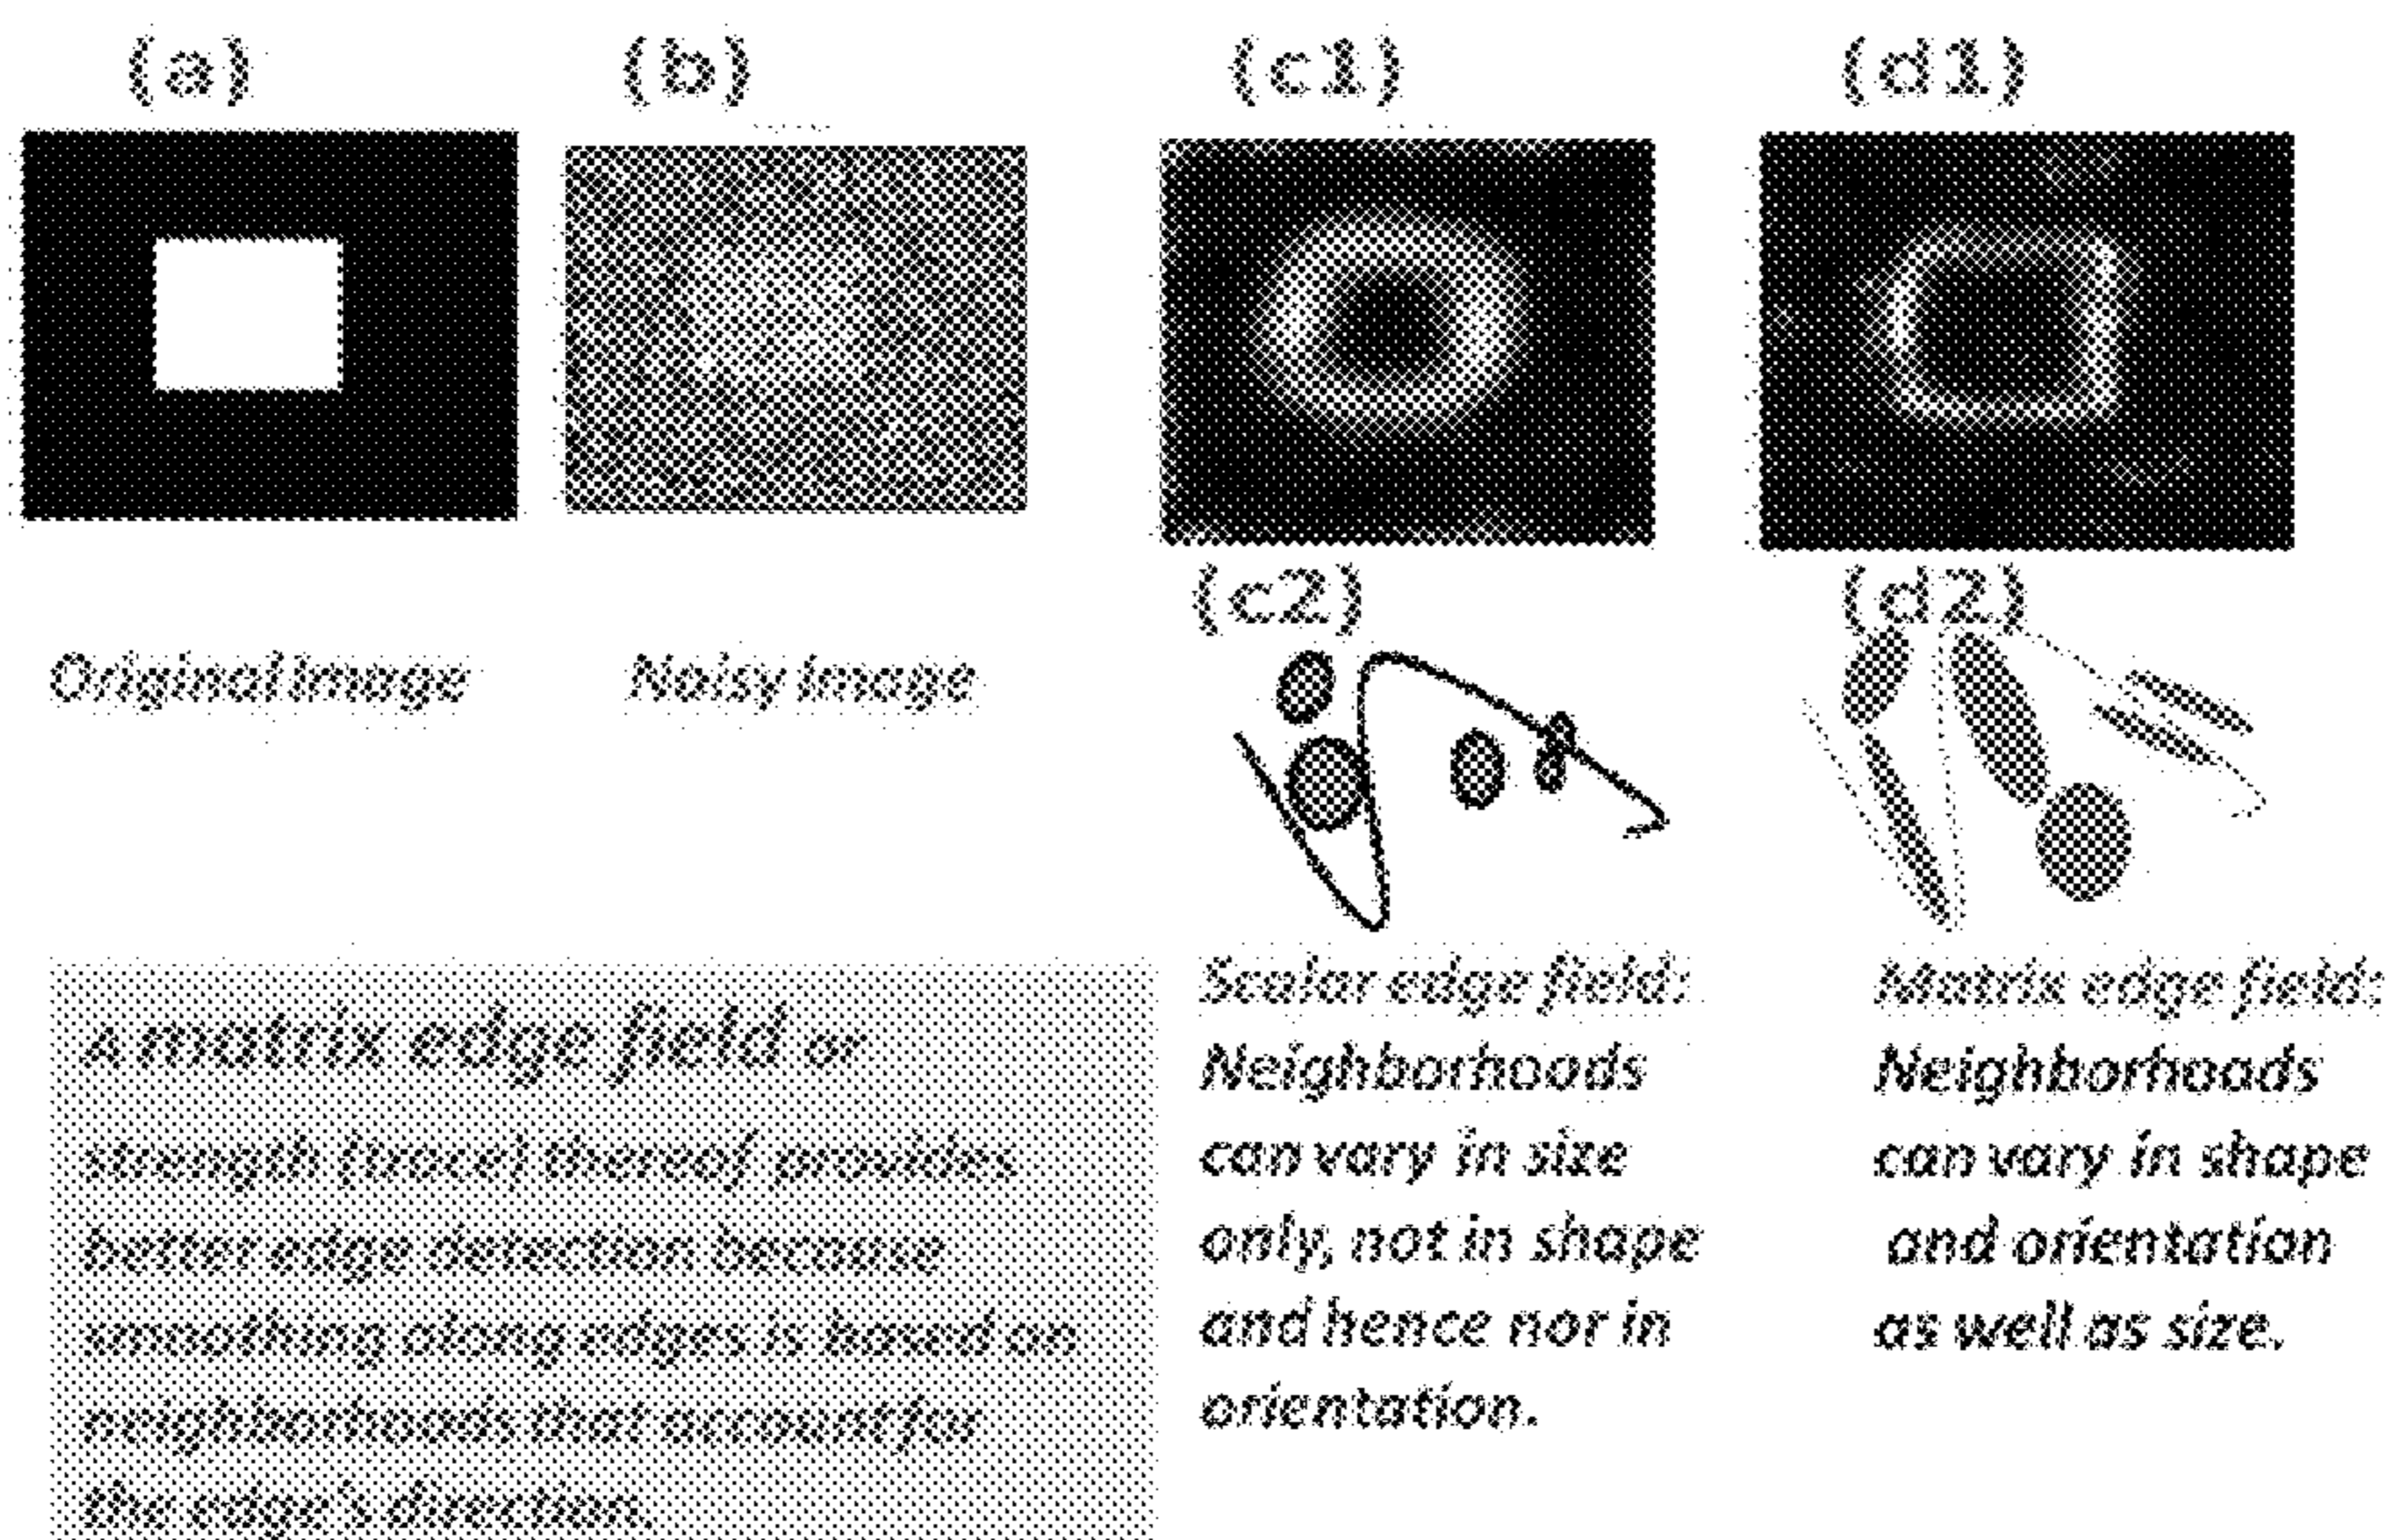 (a)
(b)
(c1)
(d1)
Original image
Noisy image
(c2)
(d2)
A matrix edge field or
strength (trace) thereof provides
better edge detection because
smoothing along edges is based on
neighborhoods that account for
the edge's direction.
Scalar edge field:
Neighborhoods
can vary in size
only, not in shape
and hence nor in
orientation.
Matrix edge field:
Neighborhoods
can vary in shape
and orientation
as well as size.